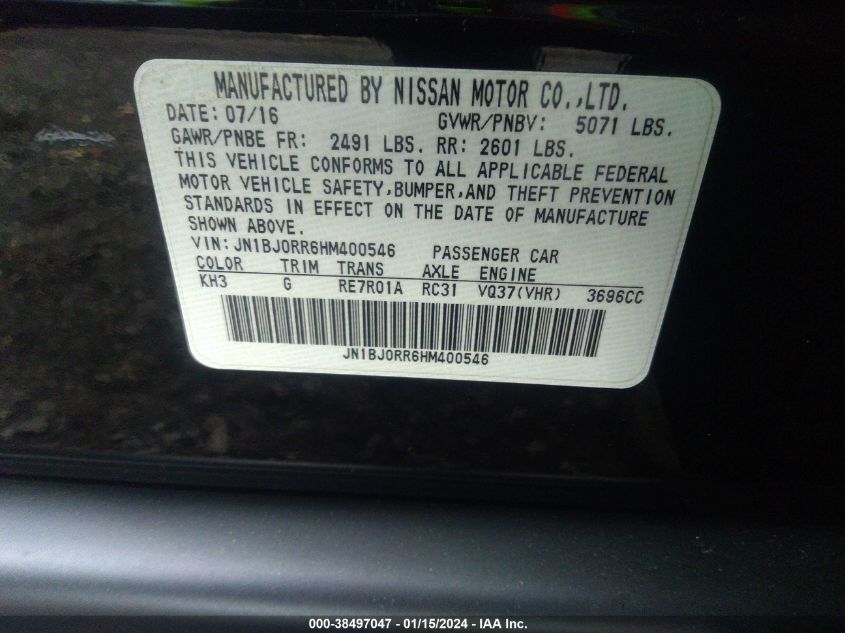 MANUFACTURED BY NISSAN MOTOR CO.,LTD.
DATE: 07/16 GVWR/PNBV: 5071 LBS.
GAWR/PNBE FR: 2491 LBS. RR: 2601 LBS.
THIS VEHICLE CONFORMS TO ALL APPLICABLE FEDERAL
MOTOR VEHICLE SAFETY,BUMPER,AND THEFT PREVENTION
STANDARDS IN EFFECT ON THE DATE OF MANUFACTURE
SHOWN ABOVE.
VIN: JN1BJ0RR6HM400546 PASSENGER CAR
COLOR TRIM TRANS AXLE ENGINE
KH3 G RE7R01A RC31 VQ37(VHR) 3696CC
JN1BJ0RR6HM400546
000-38497047 - 01/15/2024 - IAA Inc.